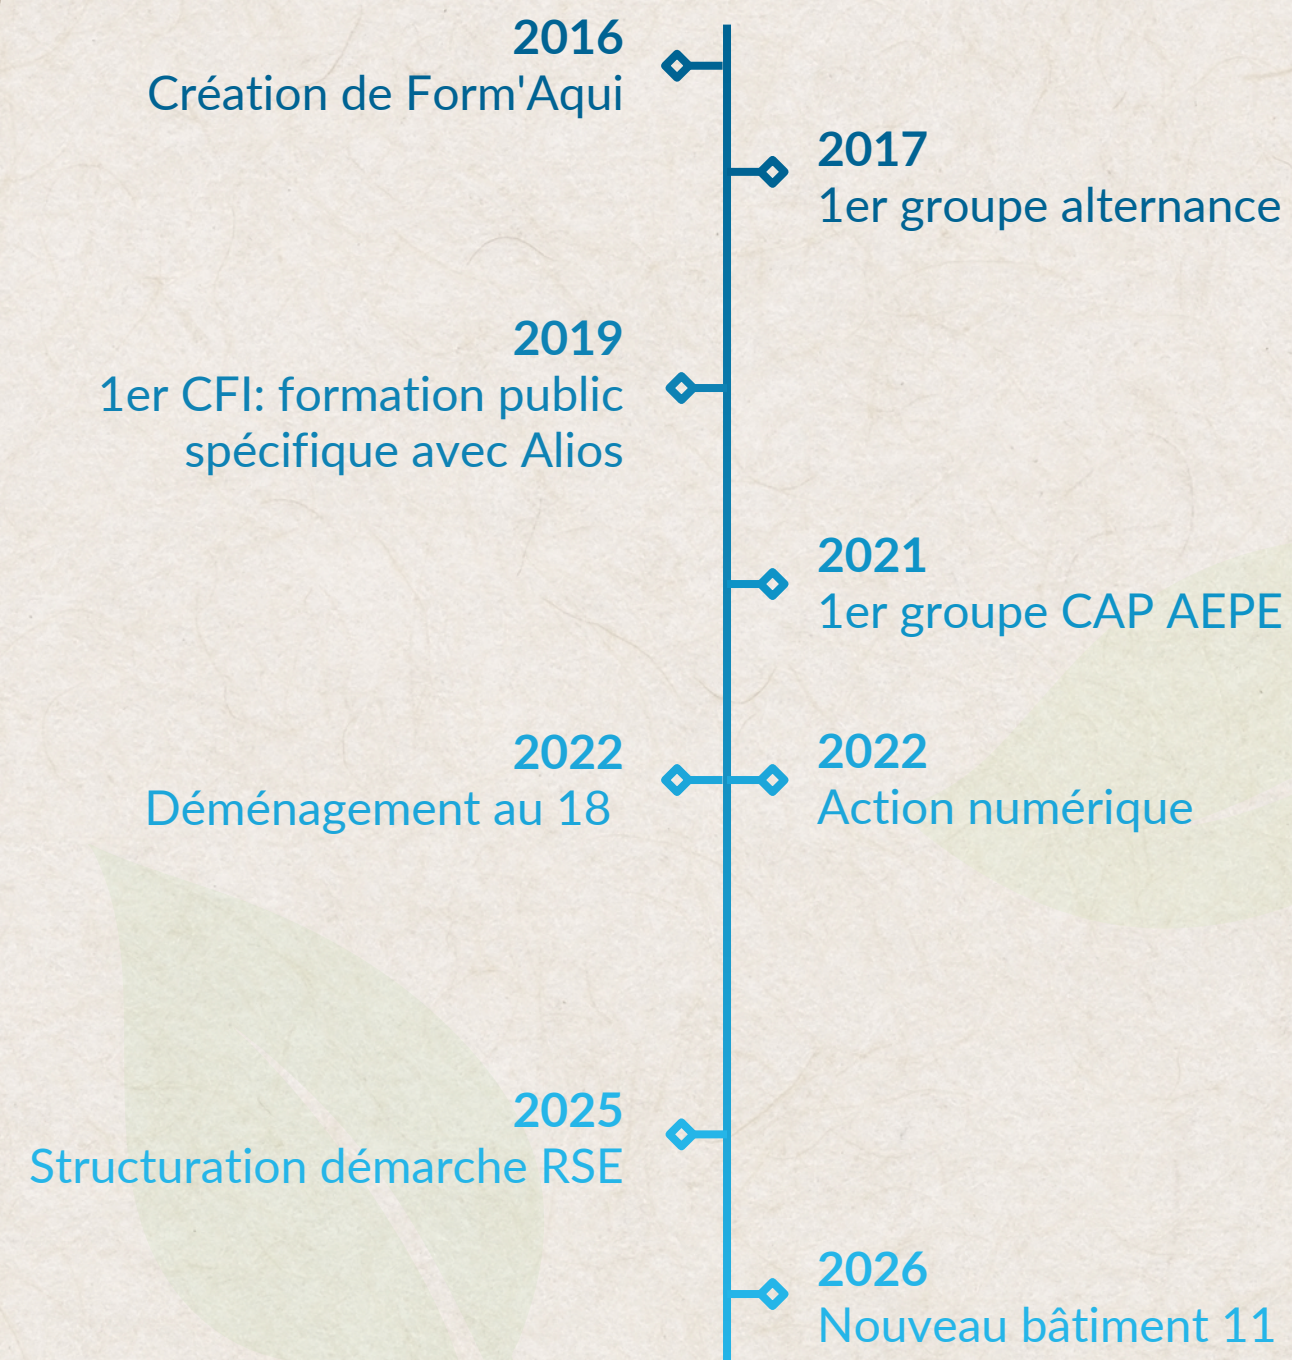 2016
Création de Form'Aqui
2017
1er groupe alternance
2019
1er CFI: formation public
spécifique avec Alios
2021
1er groupe CAP AEPE
2022
Déménagement au 18
2022
Action numérique
2025
Structuration démarche RSE
2026
Nouveau bâtiment 11